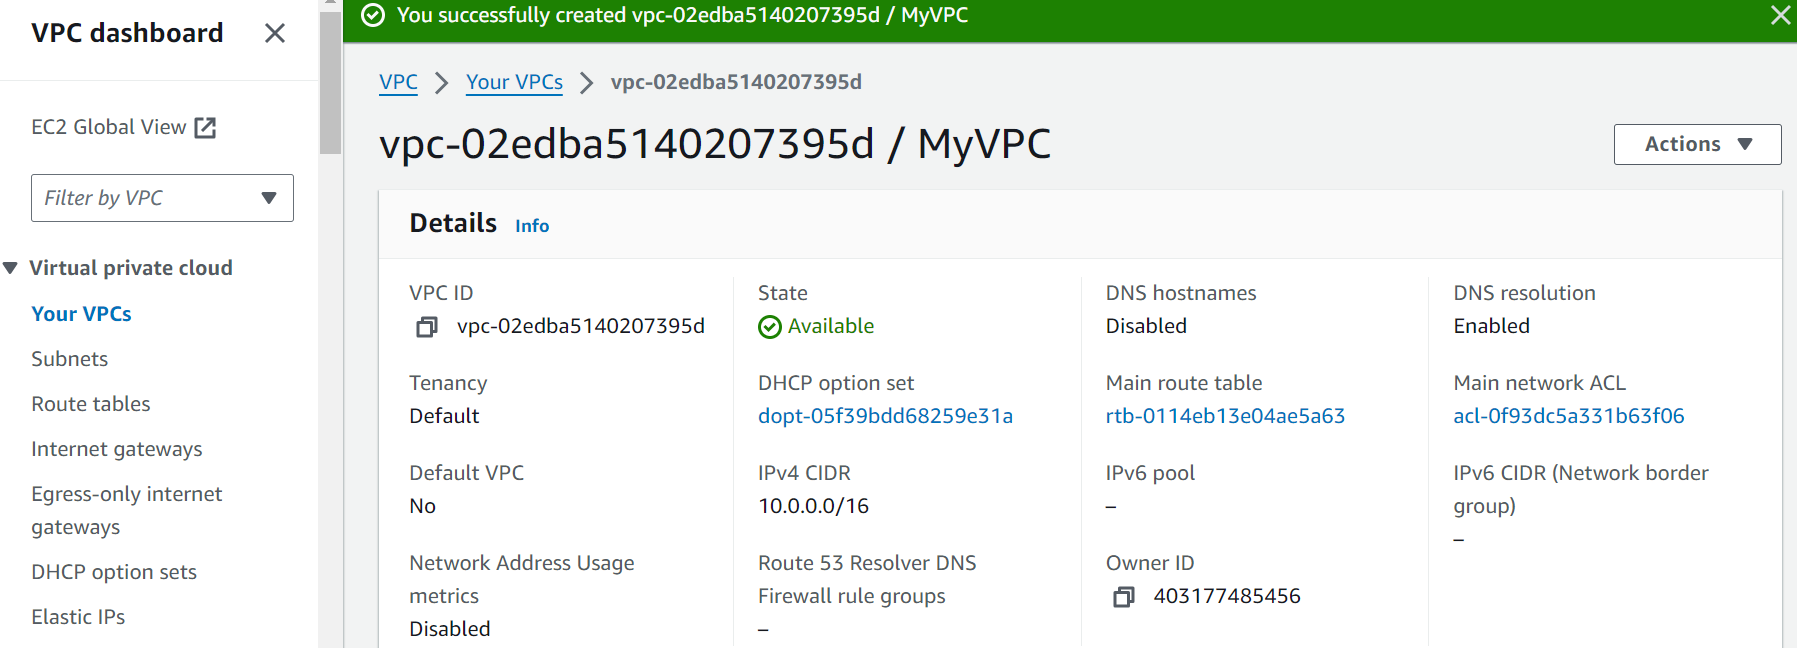 VPC dashboard
EC2 Global View
Filter by VPC
Virtual private cloud
Your VPCs
Subnets
Route tables
Internet gateways
Egress-only internet
gateways
DHCP option sets
Elastic IPs
You successfully created vpc-02edba5140207395d / MyVPC
VPC > Your VPCs > vpc-02edba5140207395d
vpc-02edba5140207395d / MyVPC
Actions
Details Info
VPC ID
vpc-02edba5140207395d
State
Available
DNS hostnames
Disabled
DNS resolution
Enabled
Tenancy
Default
DHCP option set
dopt-05f39bdd68259e31a
Main route table
rtb-0114eb13e04ae5a63
Main network ACL
acl-0f93dc5a331b63f06
Default VPC
No
IPv4 CIDR
10.0.0.0/16
IPv6 pool
–
IPv6 CIDR (Network border
group)
–
Network Address Usage
metrics
Disabled
Route 53 Resolver DNS
Firewall rule groups
–
Owner ID
403177485456